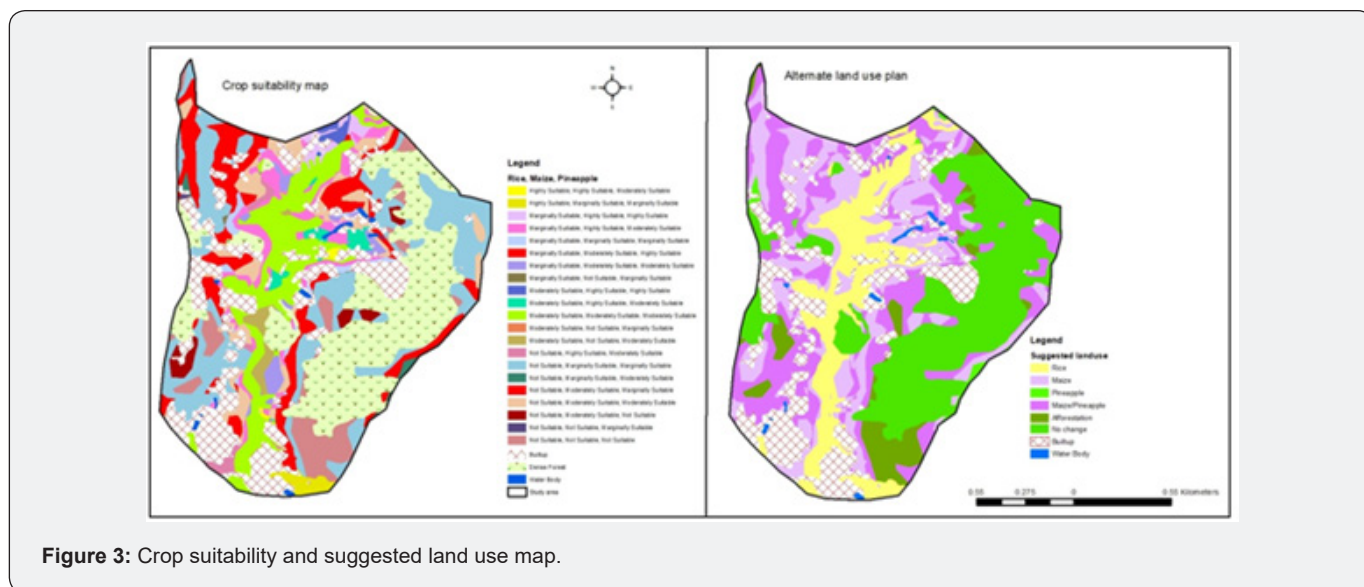 Crop suitability map
N
W
E
S
Legend
Rice, Maize, Pineapple
Highly Suitable, Highly Suitable, Moderately Suitable
Highly Suitable, Marginally Suitable, Marginally Suitable
Marginally Suitable, Highly Suitable, Highly Suitable
Marginally Suitable, Highly Suitable, Moderately Suitable
Marginally Suitable, Marginally Suitable, Marginally Suitable
Marginally Suitable, Moderately Suitable, Highly Suitable
Marginally Suitable, Moderately Suitable, Moderately Suitable
Marginally Suitable, Not Suitable, Marginally Suitable
Moderately Suitable, Highly Suitable, Highly Suitable
Moderately Suitable, Highly Suitable, Moderately Suitable
Moderately Suitable, Moderately Suitable, Moderately Suitable
Moderately Suitable, Not Suitable, Marginally Suitable
Moderately Suitable, Not Suitable, Moderately Suitable
Not Suitable, Highly Suitable, Moderately Suitable
Not Suitable, Marginally Suitable, Marginally Suitable
Not Suitable, Marginally Suitable, Moderately Suitable
Not Suitable, Moderately Suitable, Marginally Suitable
Not Suitable, Moderately Suitable, Moderately Suitable
Not Suitable, Moderately Suitable, Not Suitable
Not Suitable, Not Suitable, Marginally Suitable
Not Suitable, Not Suitable, Not Suitable
Builtup
Dense Forest
Water Body
Study area
Alternate land use plan
Legend
Suggested landuse
Rice
Maize
Pineapple
Maize/Pineapple
Afforestation
No change
Builtup
Water Body
0.55 0.275 0 0.55 Kilometers
Figure 3: Crop suitability and suggested land use map.